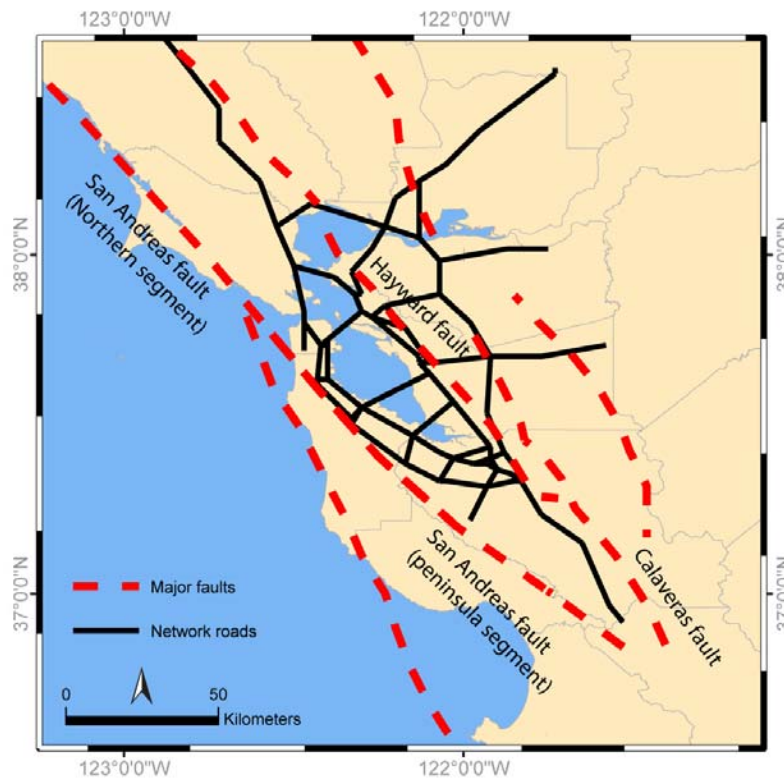 123°0'0"W
122°0'0"W
38°0'0"N
38°0'0"N
San Andreas fault
(Northern segment)
Hayward fault
37°0'0"N
37°0'0"N
San Andreas fault
(peninsula segment)
Calaveras fault
Major faults
Network roads
0
50
Kilometers
123°0'0"W
122°0'0"W